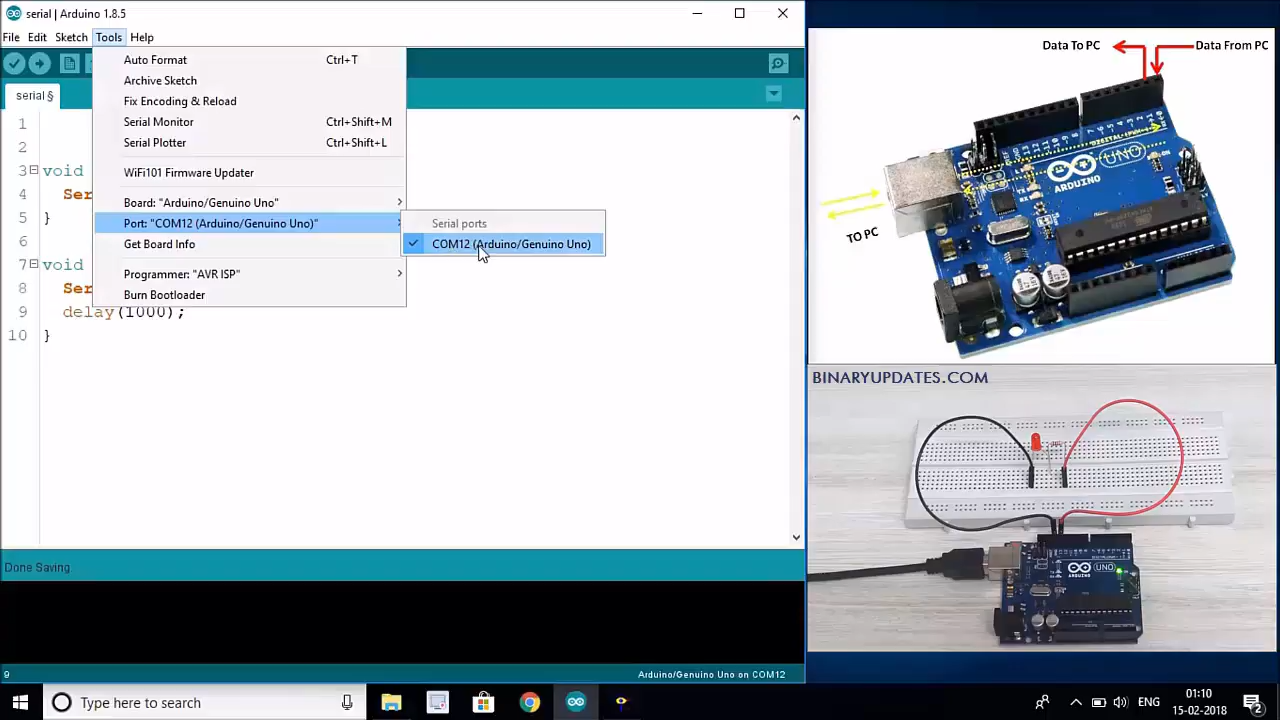 serial | Arduino 1.8.5
File Edit Sketch Tools Help
Auto Format Ctrl+T
Archive Sketch
Fix Encoding & Reload
Serial Monitor Ctrl+Shift+M
Serial Plotter Ctrl+Shift+L
WiFi101 Firmware Updater
Board: "Arduino/Genuino Uno"
Port: "COM12 (Arduino/Genuino Uno)"
Get Board Info
Programmer: "AVR ISP"
Burn Bootloader
Serial ports
COM12 (Arduino/Genuino Uno)
serial §
1
2
3 void
4 Ser
5 }
6
7 void
8 Ser
9 delay(1000);
10 }
Done Saving.
9 Arduino/Genuino Uno on COM12
Data To PC
Data From PC
TO PC
ARDUINO
UNO
BINARYUPDATES.COM
UNO
ARDUINO
Type here to search
ENG
01:10
15-02-2018
2